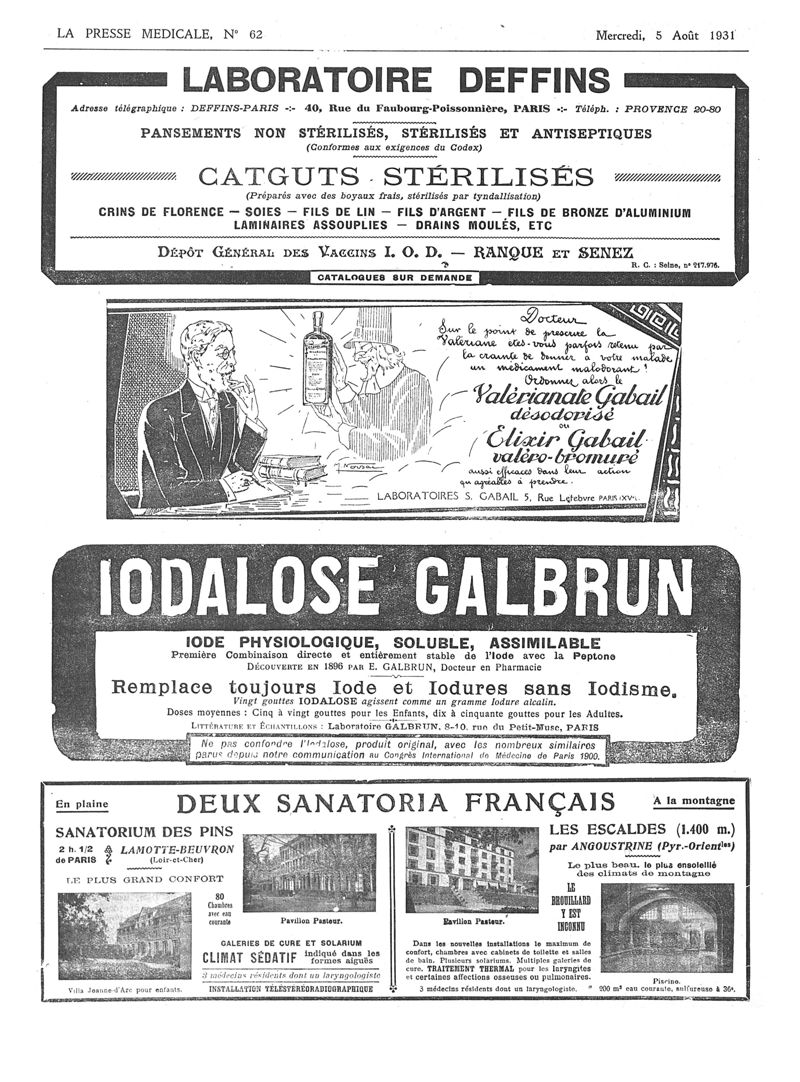 LA PRESSE MEDICALE, N° 62
Mercredi, 5 Août 1931
LABORATOIRE DEFFINS
Adresse télégraphique : DEFFINS-PARIS -:- 40, Rue du Faubourg-Poissonnière, PARIS -:- Téléph. : PROVENCE 20-80
PANSEMENTS NON STÉRILISÉS, STÉRILISÉS ET ANTISEPTIQUES
(Conformes aux exigences du Codex)
CATGUTS STÉRILISÉS
(Préparés avec des boyaux frais, stérilisés par tyndallisation)
CRINS DE FLORENCE — SOIES — FILS DE LIN — FILS D'ARGENT — FILS DE BRONZE D'ALUMINIUM
LAMINAIRES ASSOUPLIES — DRAINS MOULÉS, ETC
DÉPÔT GÉNÉRAL DES VACCINS I. O. D. — RANQUE ET SENEZ
R. C. : Seine, n° 217.976.
CATALOGUES SUR DEMANDE
Docteur
Sur le point de prescrire la
Valériane etes-vous parfois retenu par
la crainte de donner à votre malade
un médicament malodorant ?
Ordonnez alors le
Valérianate Gabail
désodorisé
ou
Elixir Gabail
valéro-bromuré
aussi efficaces dans leur action
qu'agréables à prendre.
LABORATOIRES S. GABAIL 5, Rue Lefebvre PARIS (XVe).
IODALOSE GALBRUN
IODE PHYSIOLOGIQUE, SOLUBLE, ASSIMILABLE
Première Combinaison directe et entièrement stable de l'Iode avec la Peptone
DÉCOUVERTE EN 1896 PAR E. GALBRUN, Docteur en Pharmacie
Remplace toujours Iode et Iodures sans Iodisme.
Vingt gouttes IODALOSE agissent comme un gramme Iodure alcalin.
Doses moyennes : Cinq à vingt gouttes pour les Enfants, dix à cinquante gouttes pour les Adultes.
LITTÉRATURE ET ÉCHANTILLONS : Laboratoire GALBRUN, 8-10, rue du Petit-Musc, PARIS
Ne pas confondre l'Iodalose, produit original, avec les nombreux similaires
parus depuis notre communication au Congrès International de Médecine de Paris 1900.
DEUX SANATORIA FRANÇAIS
En plaine
A la montagne
SANATORIUM DES PINS
2 h. 1/2
de PARIS
LAMOTTE-BEUVRON
(Loir-et-Cher)
LE PLUS GRAND CONFORT
80
Chambres
avec eau
courante
Pavillon Pasteur.
GALERIES DE CURE ET SOLARIUM
CLIMAT SÉDATIF indiqué dans les
formes aiguës
3 médecins résidents dont un laryngologiste
INSTALLATION TÉLÉSTÉRÉORADIOGRAPHIQUE
Villa Jeanne-d'Arc pour enfants.
LES ESCALDES (1.400 m.)
par ANGOUSTRINE (Pyr.-Orientles)
Le plus beau, le plus ensoleillé
des climats de montagne
LE
BROUILLARD
Y EST
INCONNU
Pavillon Pasteur.
Dans les nouvelles installations le maximum de
confort, chambres avec cabinets de toilette et salles
de bain. Plusieurs solariums. Multiples galeries de
cure. TRAITEMENT THERMAL pour les laryngites
et certaines affections osseuses ou pulmonaires.
3 médecins résidents dont un laryngologiste.
Piscine.
200 m² eau courante, sulfureuse à 36°.